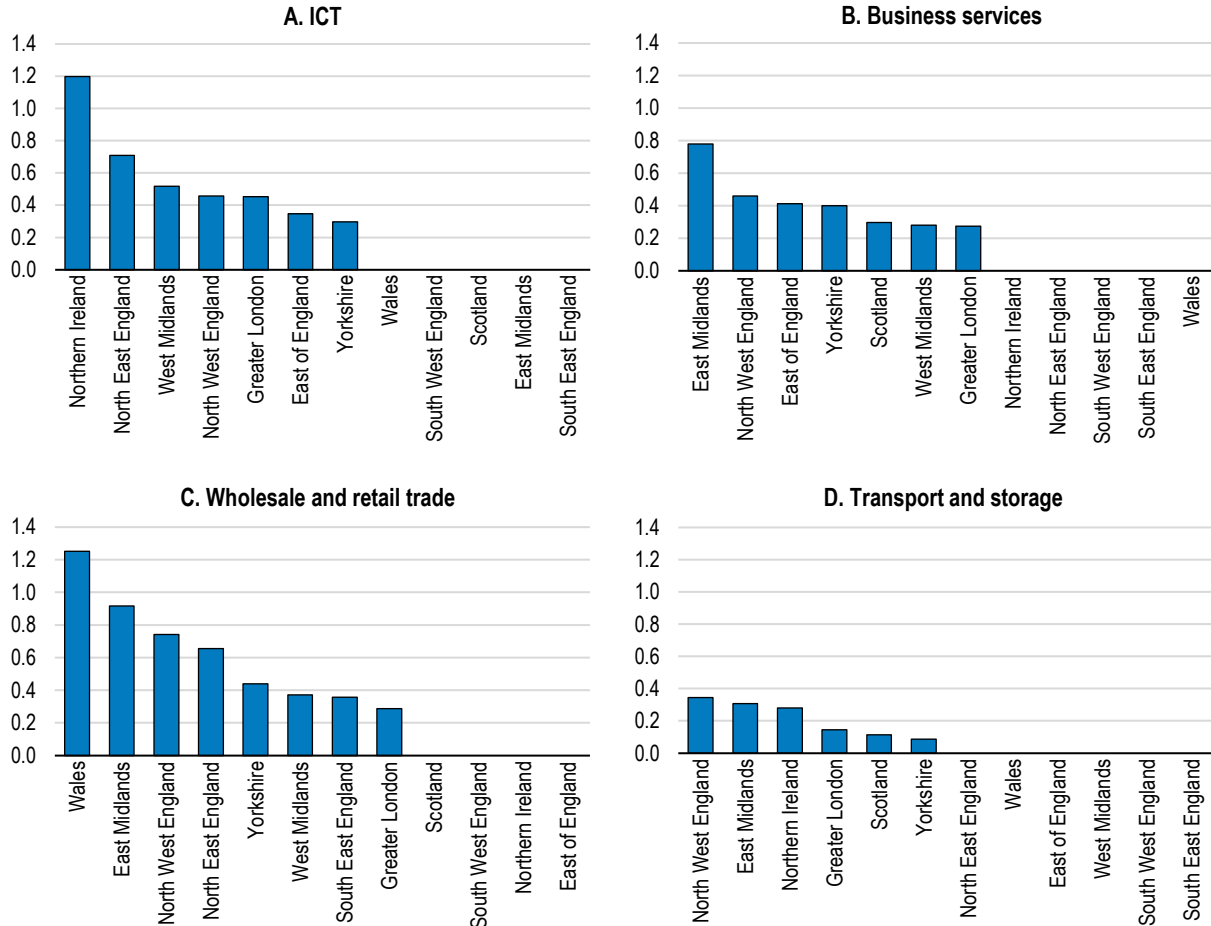 A. ICT
1.4
1.2
1.0
0.8
0.6
0.4
0.2
0.0
Northern Ireland
North East England
West Midlands
North West England
Greater London
East of England
Yorkshire
Wales
South West England
Scotland
East Midlands
South East England
B. Business services
1.4
1.2
1.0
0.8
0.6
0.4
0.2
0.0
East Midlands
North West England
East of England
Yorkshire
Scotland
West Midlands
Greater London
Northern Ireland
North East England
South West England
South East England
Wales
C. Wholesale and retail trade
1.4
1.2
1.0
0.8
0.6
0.4
0.2
0.0
Wales
East Midlands
North West England
North East England
Yorkshire
West Midlands
South East England
Greater London
Scotland
South West England
Northern Ireland
East of England
D. Transport and storage
1.4
1.2
1.0
0.8
0.6
0.4
0.2
0.0
North West England
East Midlands
Northern Ireland
Greater London
Scotland
Yorkshire
North East England
Wales
East of England
West Midlands
South West England
South East England